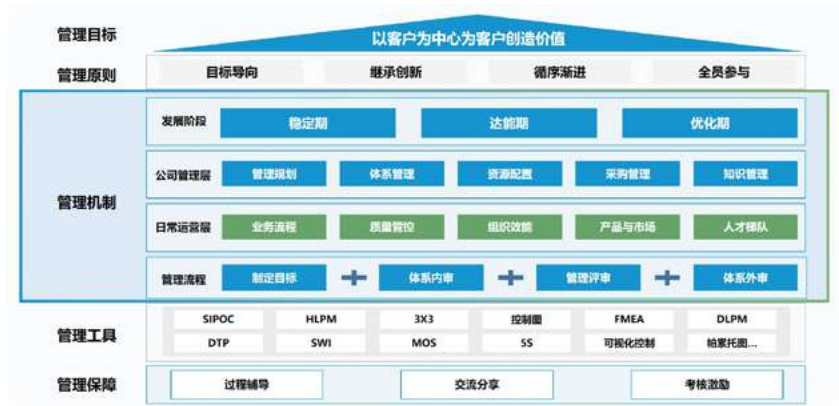 管理目标
以客户为中心为客户创造价值
管理原则
目标导向 继承创新 循序渐进 全员参与
管理机制
发展阶段 稳定期 达能期 优化期
公司管理层 管理规划 体系管理 资源配置 采购管理 知识管理
日常运营层 业务流程 质量管控 组织效能 产品与市场 人才梯队
管理流程 制定目标 + 体系内审 + 管理评审 + 体系外审
管理工具
SIPOC HLPM 3X3 控制图 FMEA DLPM
DTP SWI MOS 5S 可视化控制 帕累托图...
管理保障
过程辅导 交流分享 考核激励